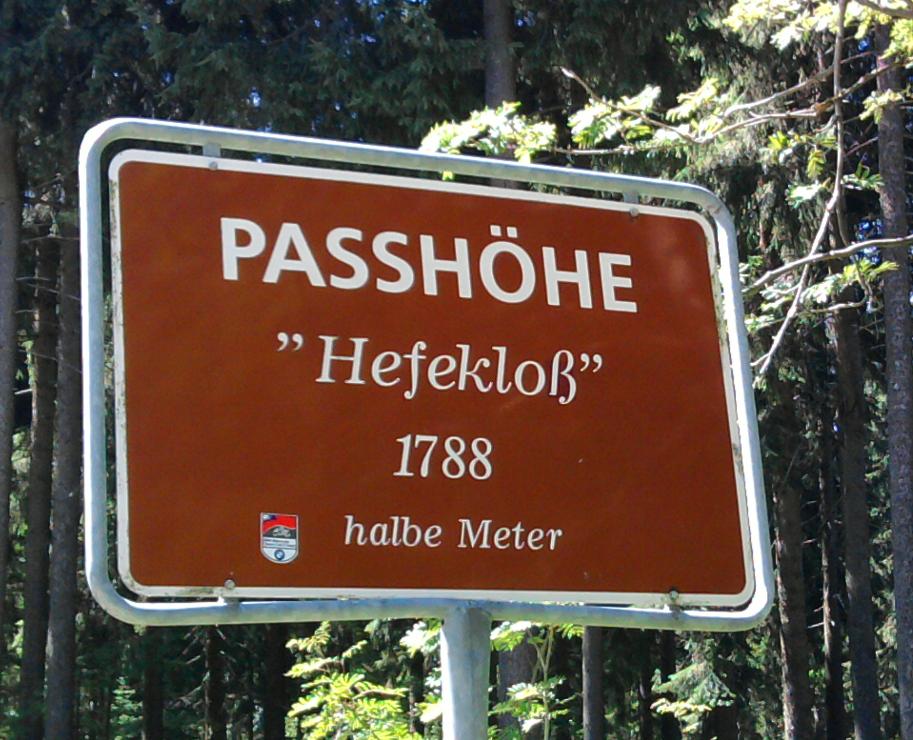 PASSHÖHE
”Hefekloß”
1788
halbe Meter